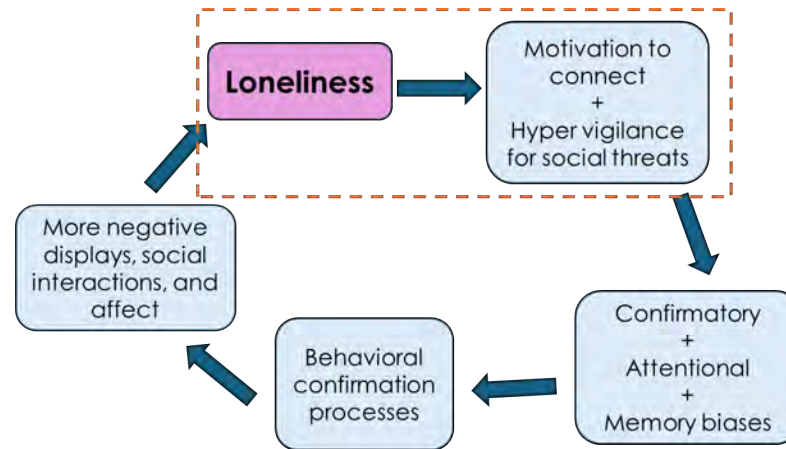 Loneliness
Motivation to
connect
+
Hyper vigilance
for social threats
Confirmatory
+
Attentional
+
Memory biases
Behavioral
confirmation
processes
More negative
displays, social
interactions, and
affect